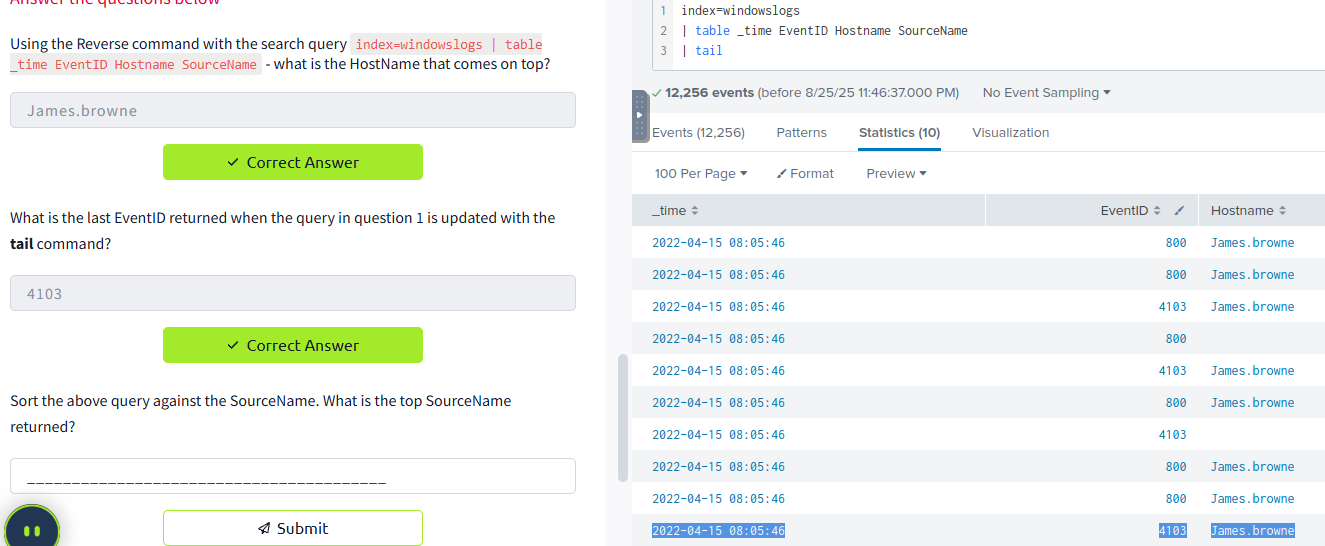 Answer the questions below
Using the Reverse command with the search query index=windowslogs | table
_time EventID Hostname SourceName - what is the HostName that comes on top?
James.browne
✓ Correct Answer
What is the last EventID returned when the query in question 1 is updated with the
tail command?
4103
✓ Correct Answer
Sort the above query against the SourceName. What is the top SourceName
returned?
________________________________________
Submit
1 index=windowslogs
2 | table _time EventID Hostname SourceName
3 | tail
✓ 12,256 events (before 8/25/25 11:46:37.000 PM) No Event Sampling
Events (12,256) Patterns Statistics (10) Visualization
100 Per Page Format Preview
_time EventID Hostname
2022-04-15 08:05:46 800 James.browne
2022-04-15 08:05:46 800 James.browne
2022-04-15 08:05:46 4103 James.browne
2022-04-15 08:05:46 800
2022-04-15 08:05:46 4103 James.browne
2022-04-15 08:05:46 800 James.browne
2022-04-15 08:05:46 4103
2022-04-15 08:05:46 800 James.browne
2022-04-15 08:05:46 800 James.browne
2022-04-15 08:05:46 4103 James.browne